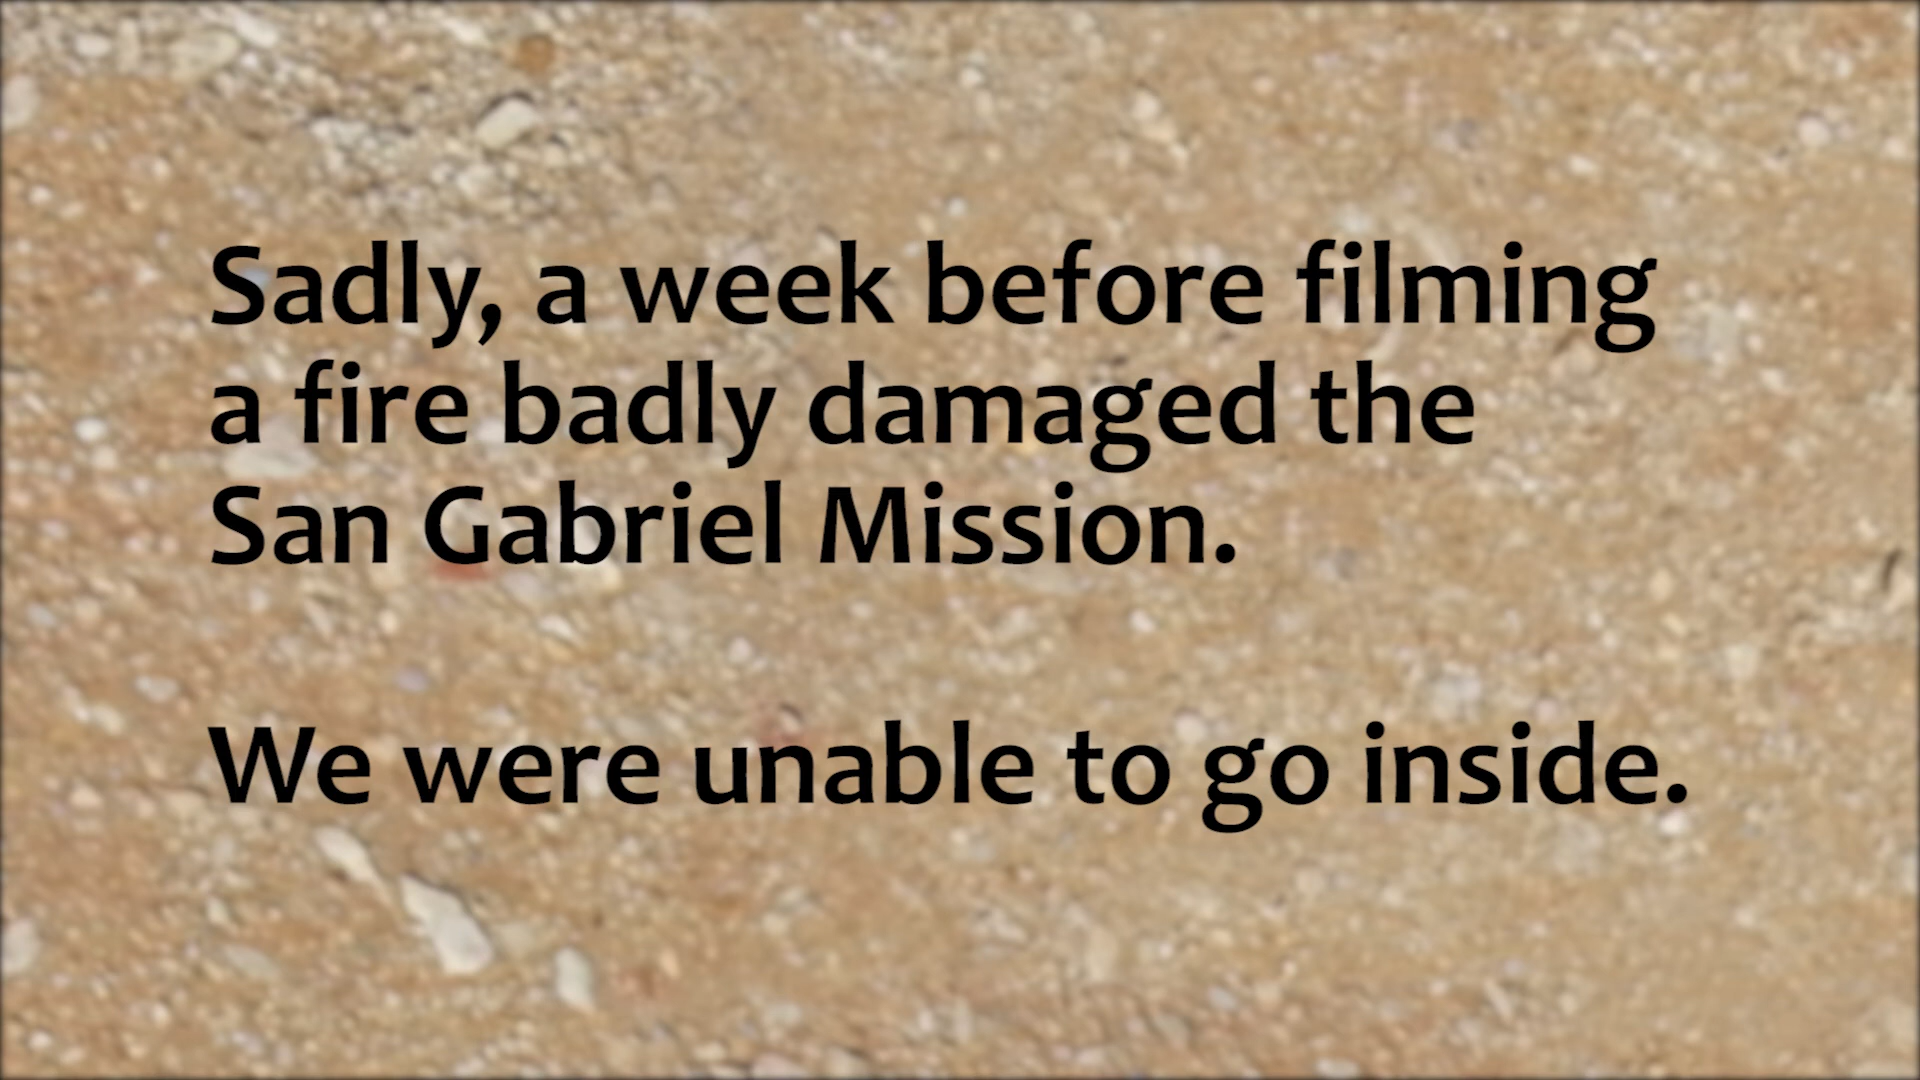 Sadly, a week before filming
a fire badly damaged the
San Gabriel Mission.
We were unable to go inside.